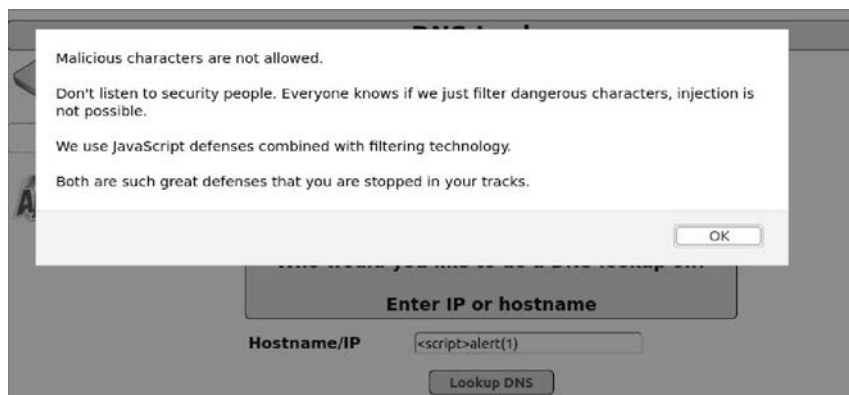 Malicious characters are not allowed.
Don't listen to security people. Everyone knows if we just filter dangerous characters, injection is
not possible.
We use JavaScript defenses combined with filtering technology.
Both are such great defenses that you are stopped in your tracks.
OK
Enter IP or hostname
Hostname/IP
<script>alert(1)
Lookup DNS